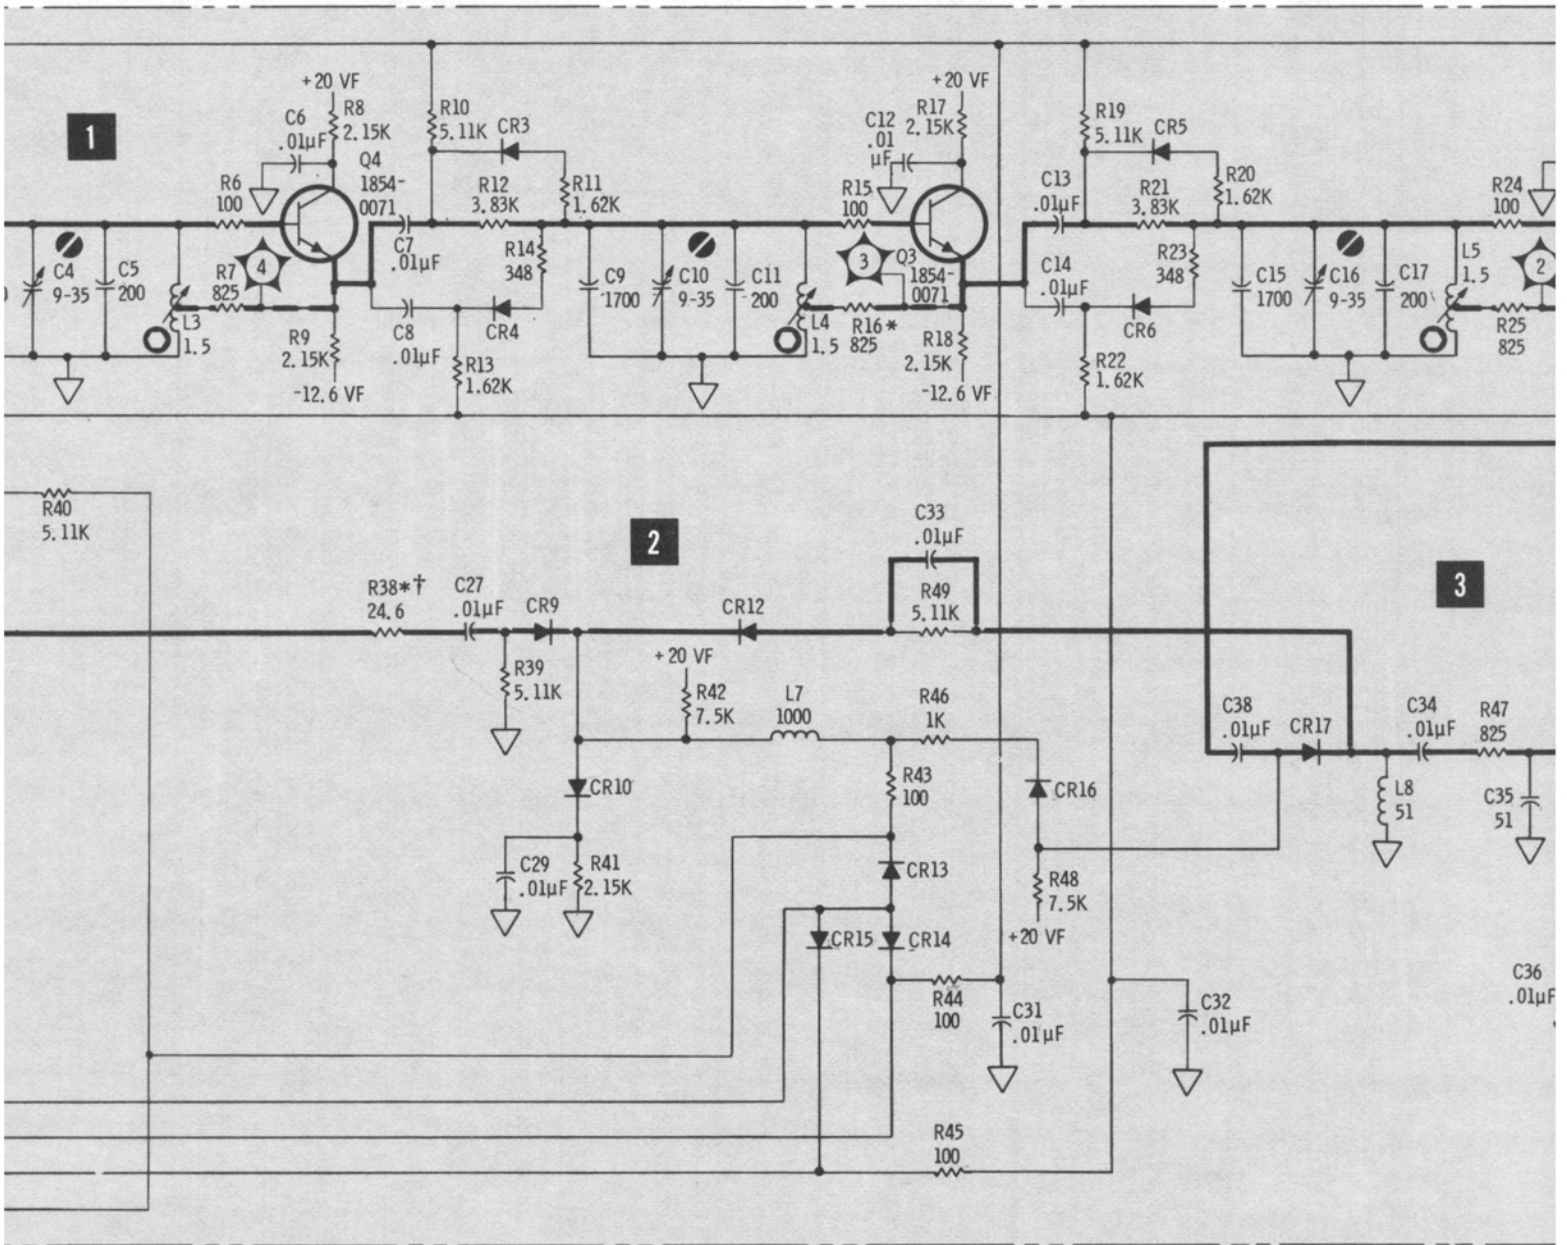 +20 VF
C6
.01µF
R8
2.15K
1
Q4
1854-
0071
R6
100
R10
5.11K
CR3
R12
3.83K
R11
1.62K
C7
.01µF
R14
348
C4
9-35
C5
200
R7
825
4
L3
1.5
R9
2.15K
-12.6 VF
C8
.01µF
CR4
R13
1.62K
C9
1700
C10
9-35
C11
200
+20 VF
C12
.01
µF
R17
2.15K
R15
100
3
Q3
1854-
0071
L4
1.5
R16*
825
R18
2.15K
-12.6 VF
R19
5.11K
CR5
C13
.01µF
R21
3.83K
R20
1.62K
C14
.01µF
R23
348
CR6
R22
1.62K
C15
1700
C16
9-35
C17
200
L5
1.5
R24
100
2
R25
825
R40
5.11K
2
C33
.01µF
3
R38*†
24.6
C27
.01µF
CR9
CR12
R49
5.11K
R39
5.11K
+20 VF
R42
7.5K
L7
1000
R46
1K
C38
.01µF
CR17
C34
.01µF
R47
825
CR10
R43
100
CR16
L8
51
C35
51
C29
.01µF
R41
2.15K
CR13
R48
7.5K
+20 VF
CR15
CR14
R44
100
C31
.01µF
C32
.01µF
C36
.01µF
R45
100